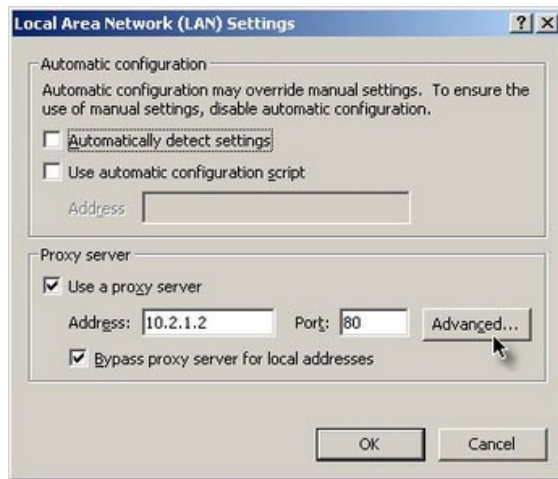 Local Area Network (LAN) Settings
Automatic configuration
Automatic configuration may override manual settings. To ensure the
use of manual settings, disable automatic configuration.
Automatically detect settings
Use automatic configuration script
Address
Proxy server
Use a proxy server
Address: 10.2.1.2 Port: 80 Advanced...
Bypass proxy server for local addresses
OK Cancel